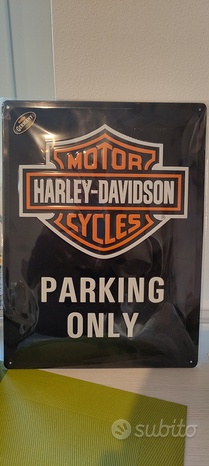 MOTOR
HARLEY-DAVIDSON
CYCLES
PARKING
ONLY
subito